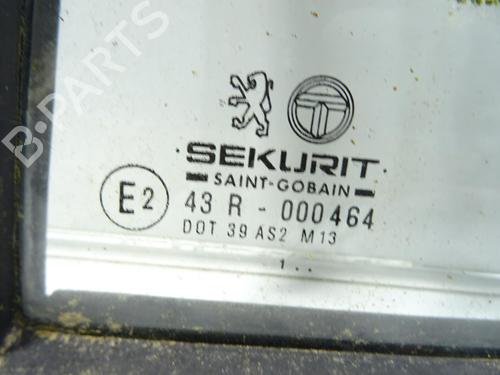 B-PARTS
SEKURIT
SAINT-GOBAIN
E2 43 R - 000464
DOT 39 AS2 M13
1..